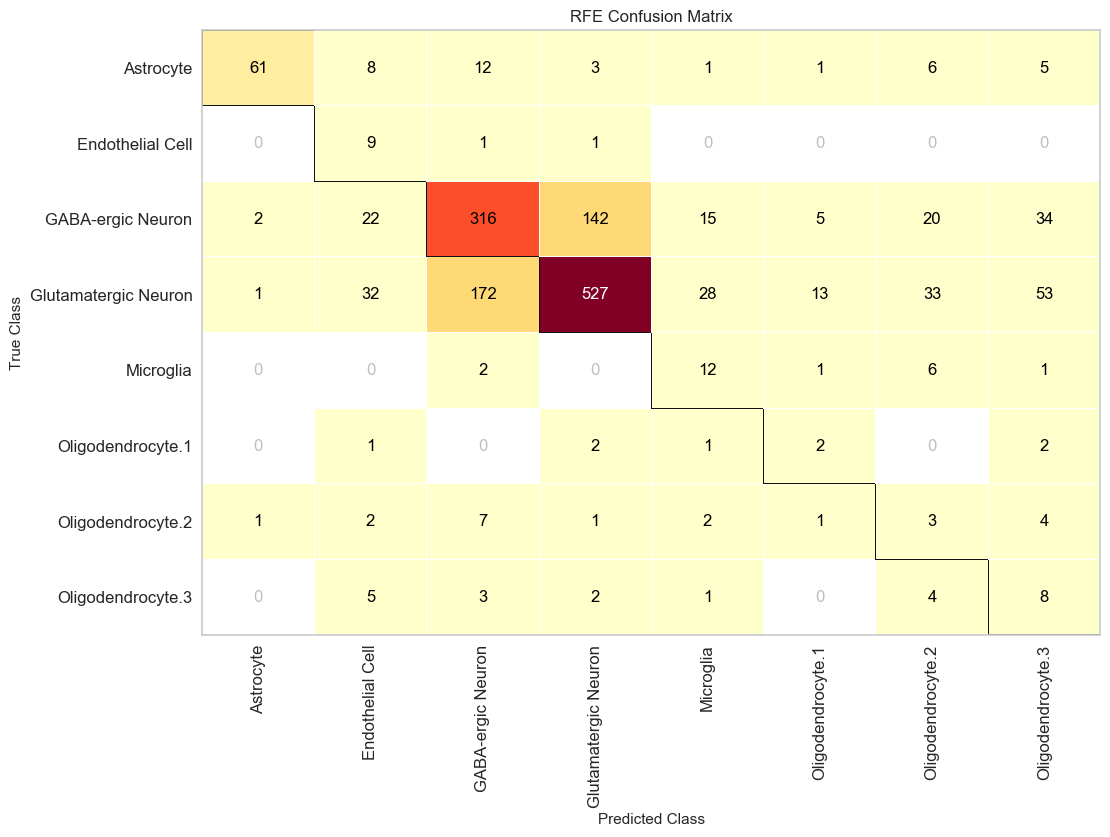 RFE Confusion Matrix
True Class
Astrocyte 61 8 12 3 1 1 6 5
Endothelial Cell 0 9 1 1 0 0 0 0
GABA-ergic Neuron 2 22 316 142 15 5 20 34
Glutamatergic Neuron 1 32 172 527 28 13 33 53
Microglia 0 0 2 0 12 1 6 1
Oligodendrocyte.1 0 1 0 2 1 2 0 2
Oligodendrocyte.2 1 2 7 1 2 1 3 4
Oligodendrocyte.3 0 5 3 2 1 0 4 8
Astrocyte
Endothelial Cell
GABA-ergic Neuron
Glutamatergic Neuron
Microglia
Oligodendrocyte.1
Oligodendrocyte.2
Oligodendrocyte.3
Predicted Class